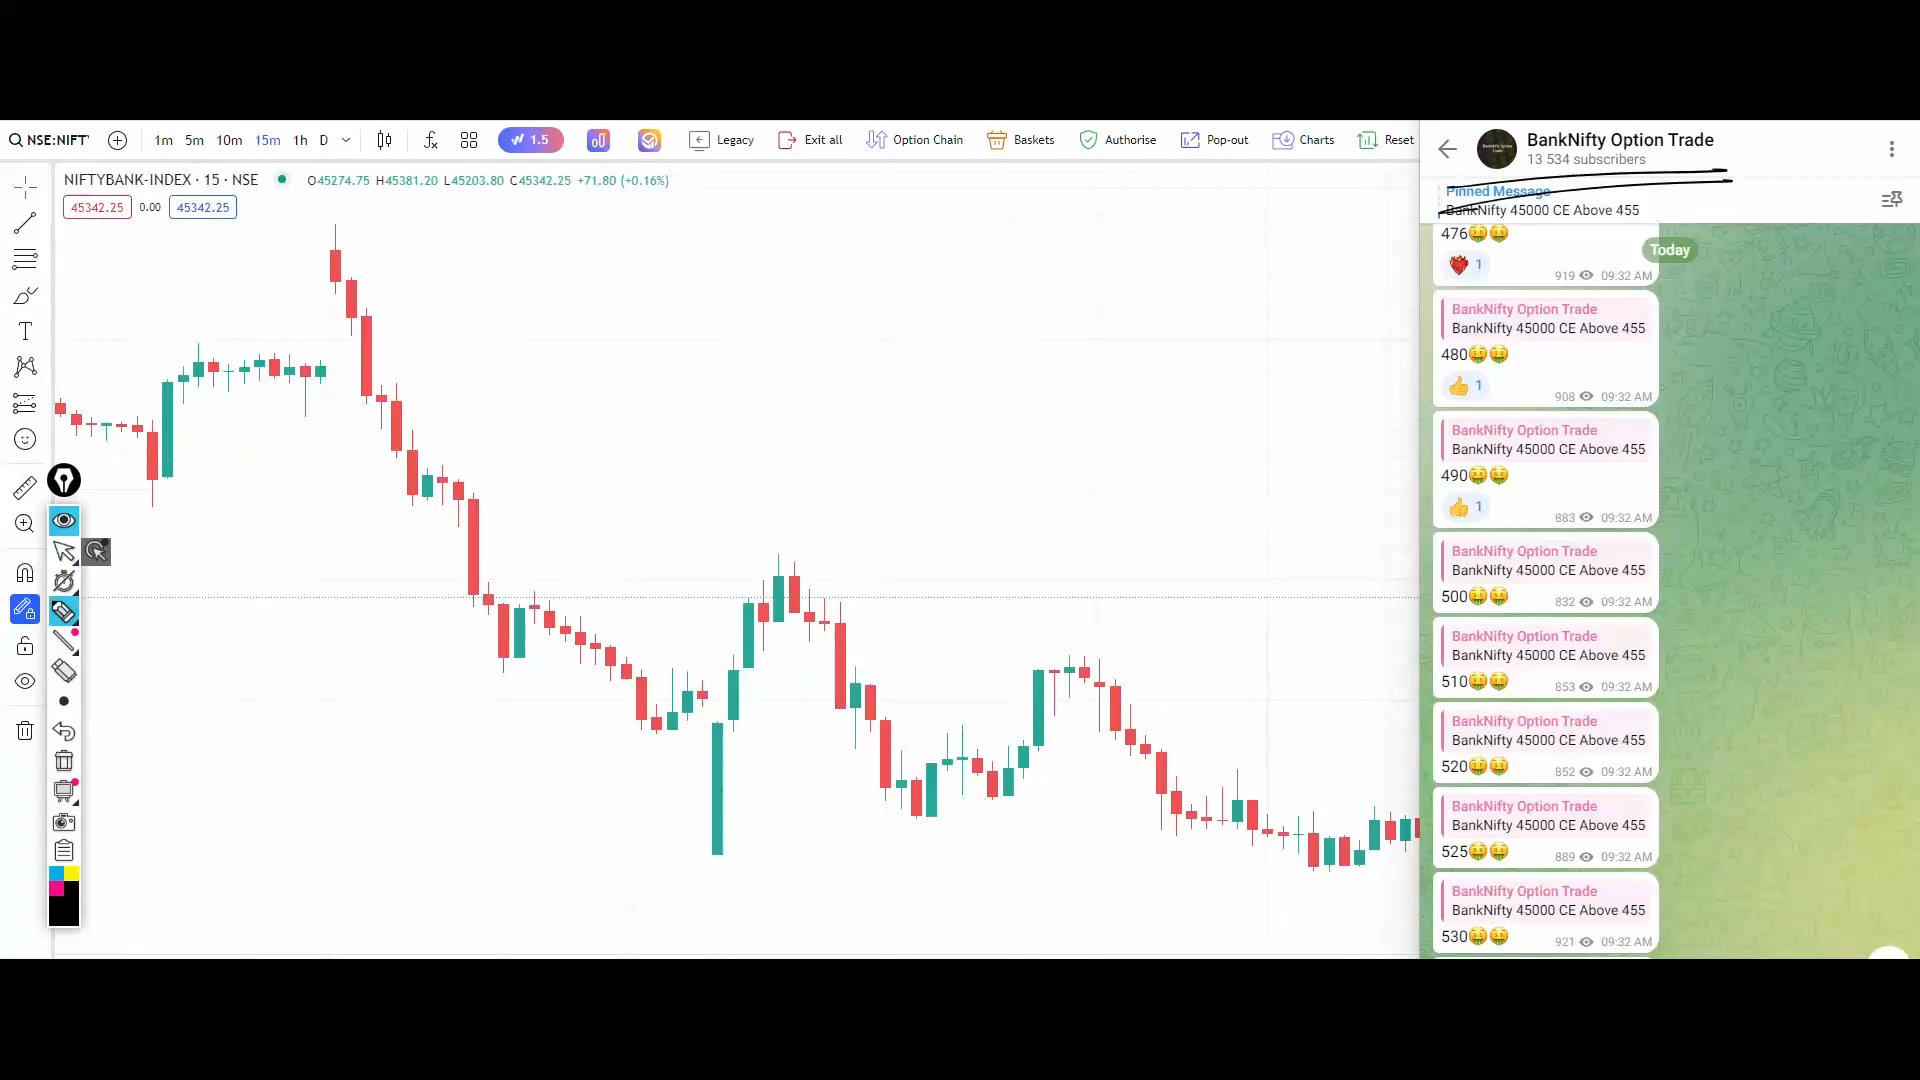 NSE:NIFTY
1m 5m 10m 15m 1h D
1.5
Legacy
Exit all
Option Chain
Baskets
Authorise
Pop-out
Charts
Reset
NIFTYBANK-INDEX · 15 · NSE
O45274.75 H45381.20 L45203.80 C45342.25 +71.80 (+0.16%)
45342.25 0.00 45342.25
BankNifty Option Trade
13 534 subscribers
Pinned Message
BankNifty 45000 CE Above 455
Today
476🤑🤑
1
919 09:32 AM
BankNifty Option Trade
BankNifty 45000 CE Above 455
480🤑🤑
1
908 09:32 AM
BankNifty Option Trade
BankNifty 45000 CE Above 455
490🤑🤑
1
883 09:32 AM
BankNifty Option Trade
BankNifty 45000 CE Above 455
500🤑🤑
832 09:32 AM
BankNifty Option Trade
BankNifty 45000 CE Above 455
510🤑🤑
853 09:32 AM
BankNifty Option Trade
BankNifty 45000 CE Above 455
520🤑🤑
852 09:32 AM
BankNifty Option Trade
BankNifty 45000 CE Above 455
525🤑🤑
889 09:32 AM
BankNifty Option Trade
BankNifty 45000 CE Above 455
530🤑🤑
921 09:32 AM